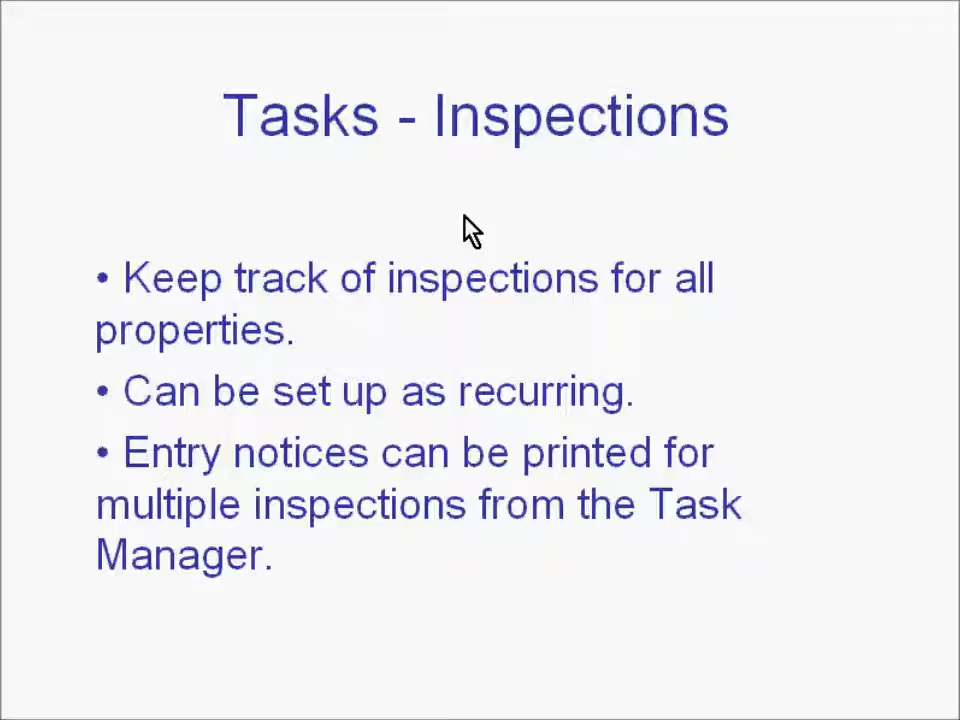 Tasks - Inspections
• Keep track of inspections for all
properties.
• Can be set up as recurring.
• Entry notices can be printed for
multiple inspections from the Task
Manager.